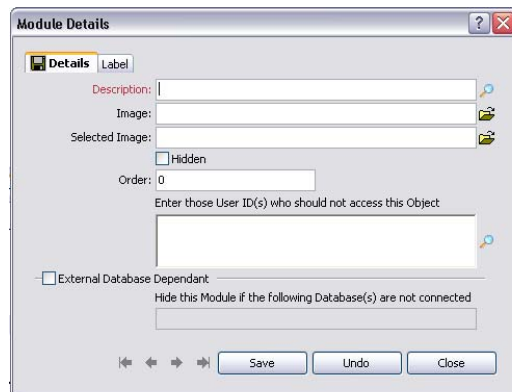 Module Details
Details Label
Description:
Image:
Selected Image:
Hidden
Order: 0
Enter those User ID(s) who should not access this Object
External Database Dependant
Hide this Module if the following Database(s) are not connected
Save Undo Close